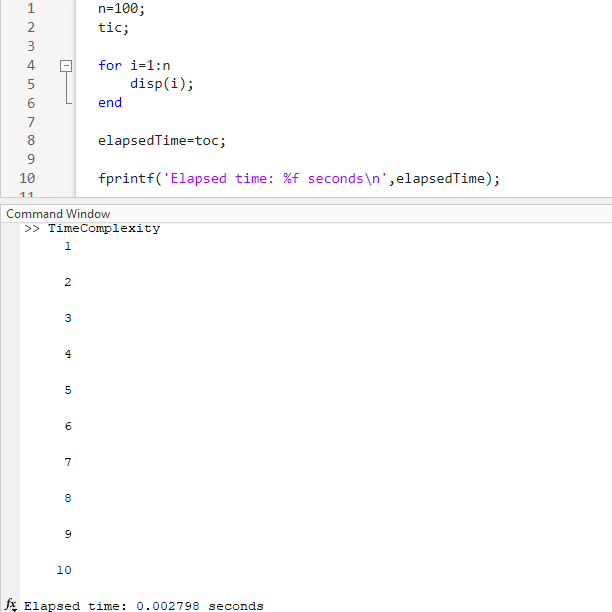 1 n=100;
2 tic;
3
4 for i=1:n
5 disp(i);
6 end
7
8 elapsedTime=toc;
9
10 fprintf('Elapsed time: %f seconds\n',elapsedTime);
11
Command Window
>> TimeComplexity
1
2
3
4
5
6
7
8
9
10
fx Elapsed time: 0.002798 seconds